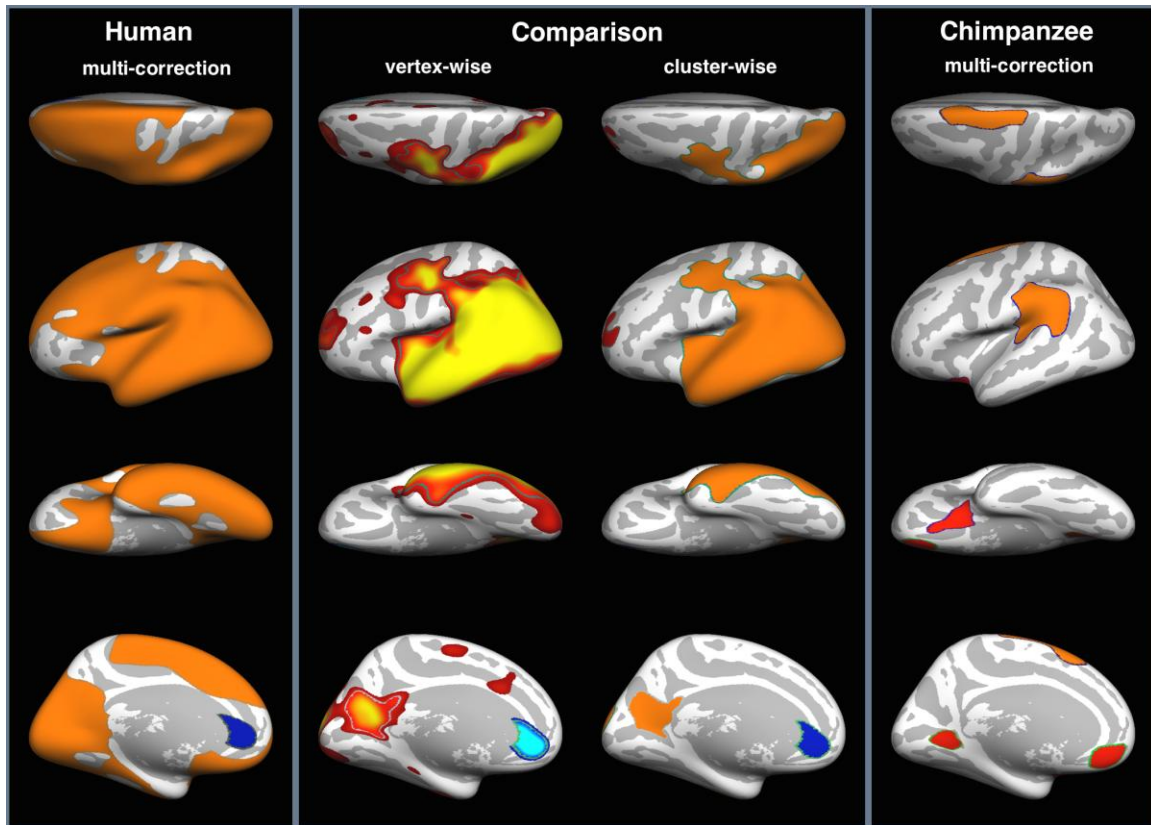 Human
multi-correction
Comparison
vertex-wise
cluster-wise
Chimpanzee
multi-correction